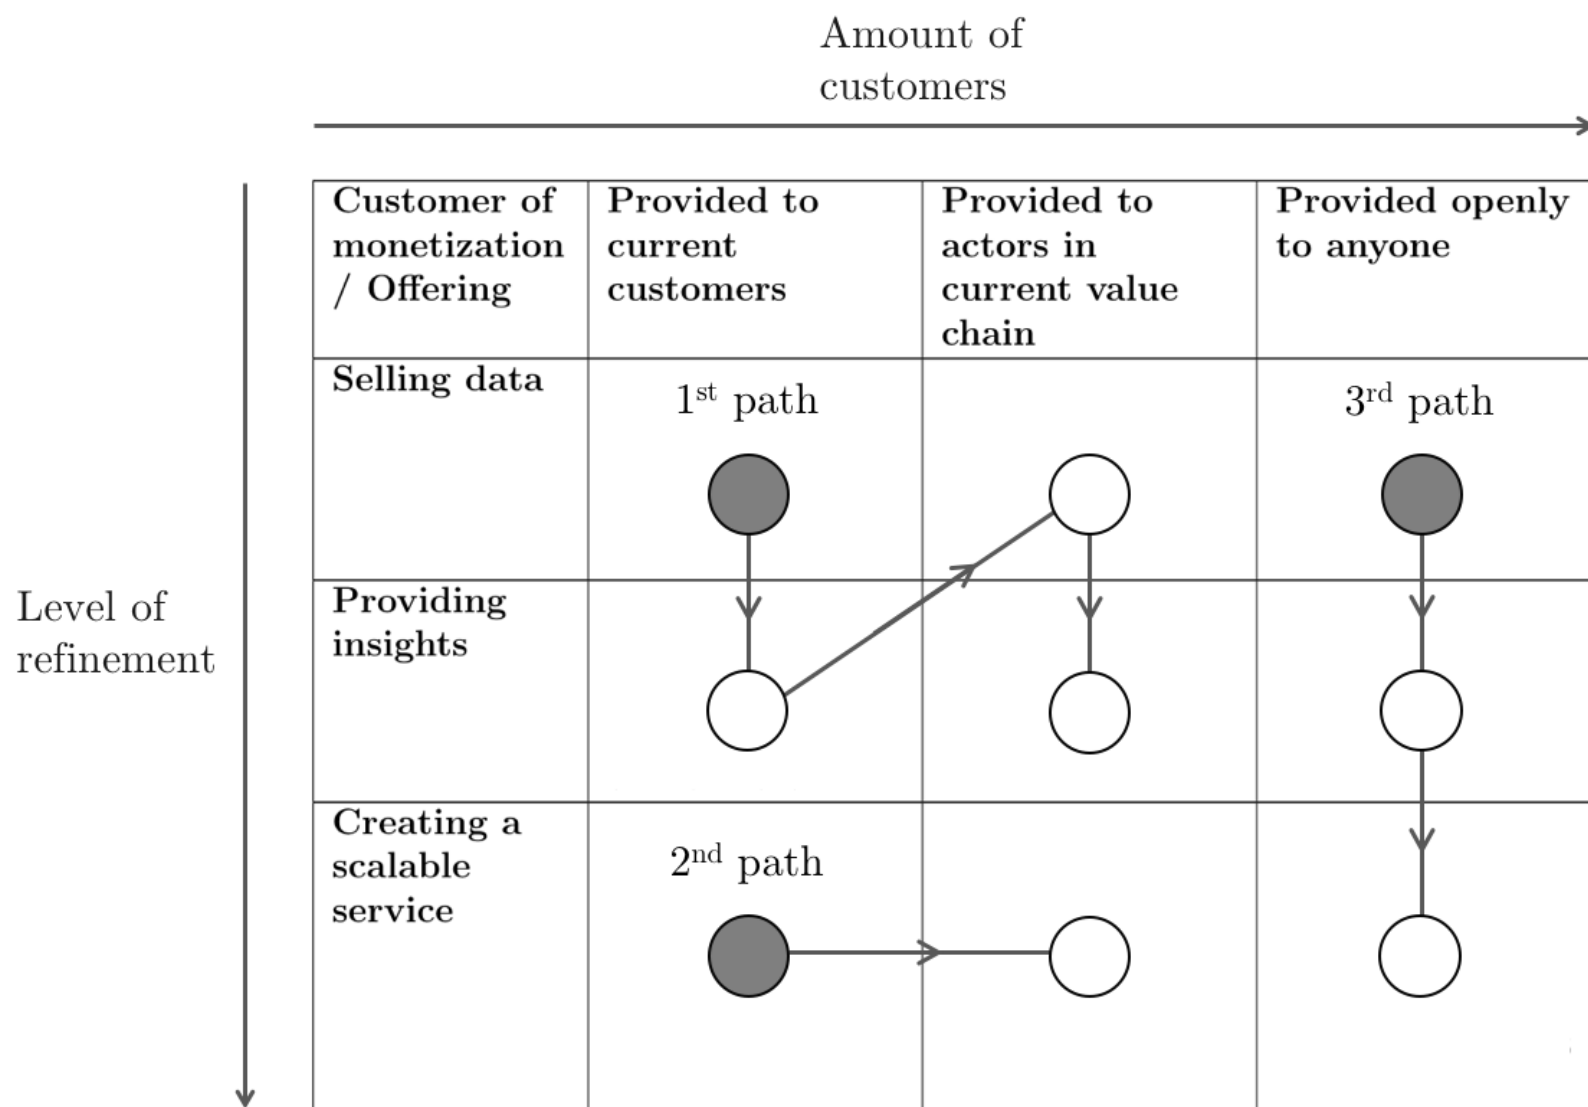 Amount of
customers
Customer of
monetization
/ Offering
Provided to
current
customers
Provided to
actors in
current value
chain
Provided openly
to anyone
Selling data
1st path
3rd path
Level of
refinement
Providing
insights
Creating a
scalable
service
2nd path